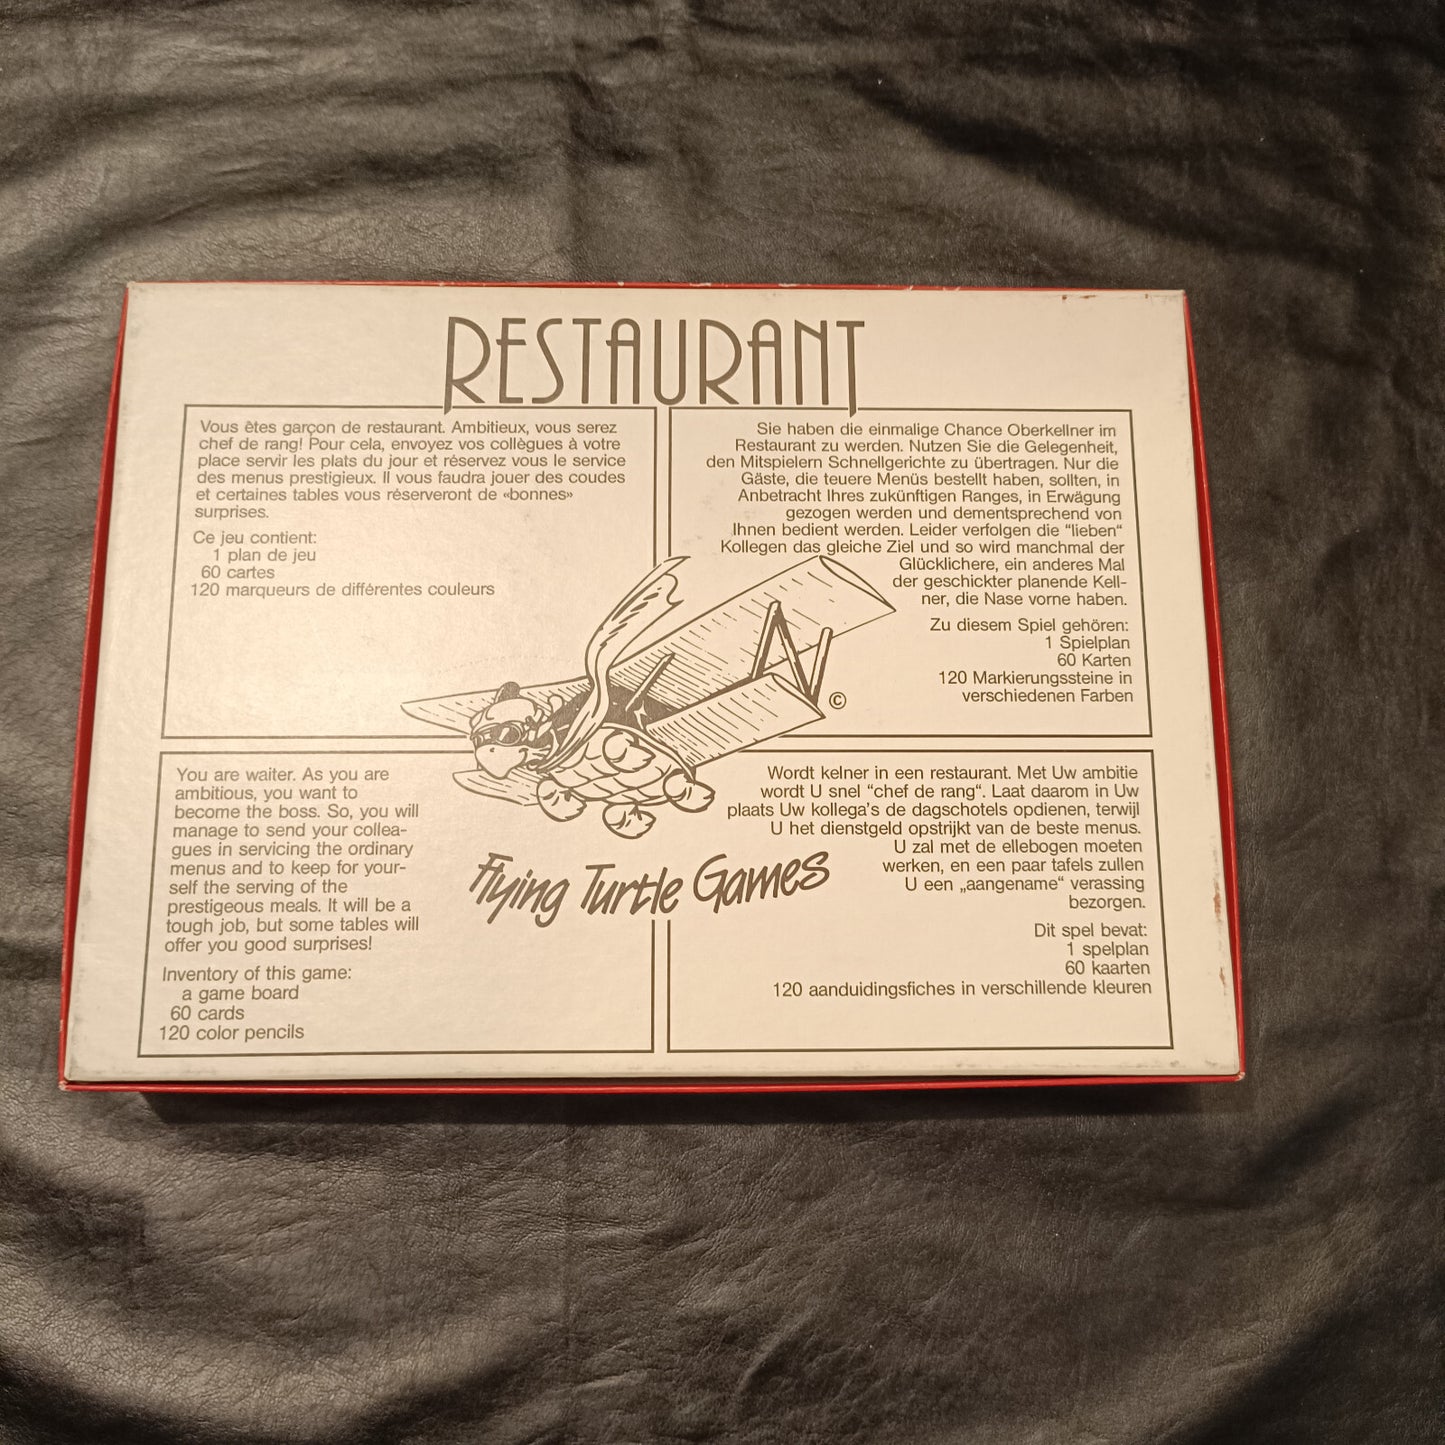 RESTAURANT
Vous êtes garçon de restaurant. Ambitieux, vous serez
chef de rang! Pour cela, envoyez vos collègues à votre
place servir les plats du jour et réservez vous le service
des menus prestigieux. Il vous faudra jouer des coudes
et certaines tables vous réserveront de «bonnes»
surprises.
Ce jeu contient:
1 plan de jeu
60 cartes
120 marqueurs de différentes couleurs
Sie haben die einmalige Chance Oberkellner im
Restaurant zu werden. Nutzen Sie die Gelegenheit,
den Mitspielern Schnellgerichte zu übertragen. Nur die
Gäste, die teuere Menüs bestellt haben, sollten, in
Anbetracht Ihres zukünftigen Ranges, in Erwägung
gezogen werden und dementsprechend von
Ihnen bedient werden. Leider verfolgen die "lieben"
Kollegen das gleiche Ziel und so wird manchmal der
Glücklichere, ein anderes Mal
der geschickter planende Kell-
ner, die Nase vorne haben.
Zu diesem Spiel gehören:
1 Spielplan
60 Karten
120 Markierungssteine in
verschiedenen Farben
©
You are waiter. As you are
ambitious, you want to
become the boss. So, you will
manage to send your collea-
gues in servicing the ordinary
menus and to keep for your-
self the serving of the
prestigeous meals. It will be a
tough job, but some tables will
offer you good surprises!
Inventory of this game:
a game board
60 cards
120 color pencils
Wordt kelner in een restaurant. Met Uw ambitie
wordt U snel "chef de rang". Laat daarom in Uw
plaats Uw kollega's de dagschotels opdienen, terwijl
U het dienstgeld opstrijkt van de beste menus.
U zal met de ellebogen moeten
werken, en een paar tafels zullen
U een „aangename" verassing
bezorgen.
Dit spel bevat:
1 spelplan
60 kaarten
120 aanduidingsfiches in verschillende kleuren
Flying Turtle Games